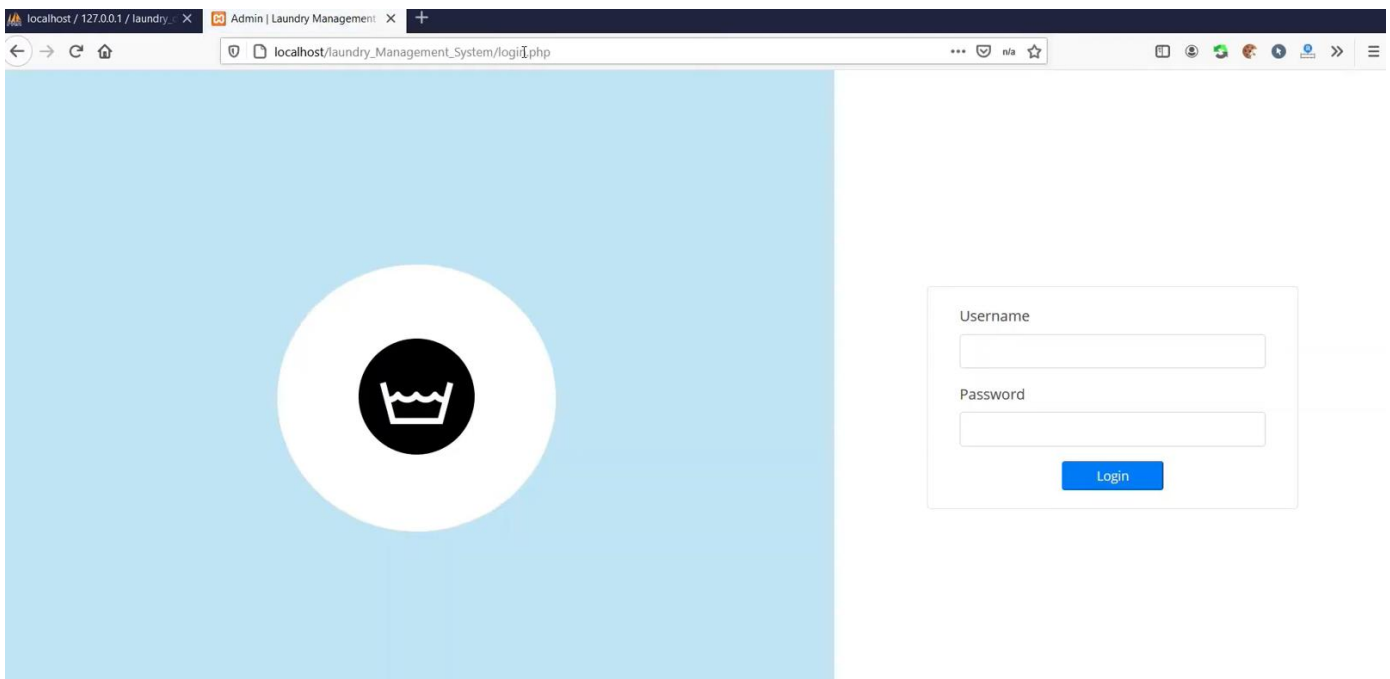 localhost / 127.0.0.1 / laundry_
Admin | Laundry Management
localhost/laundry_Management_System/login.php
n/a
Username
Password
Login